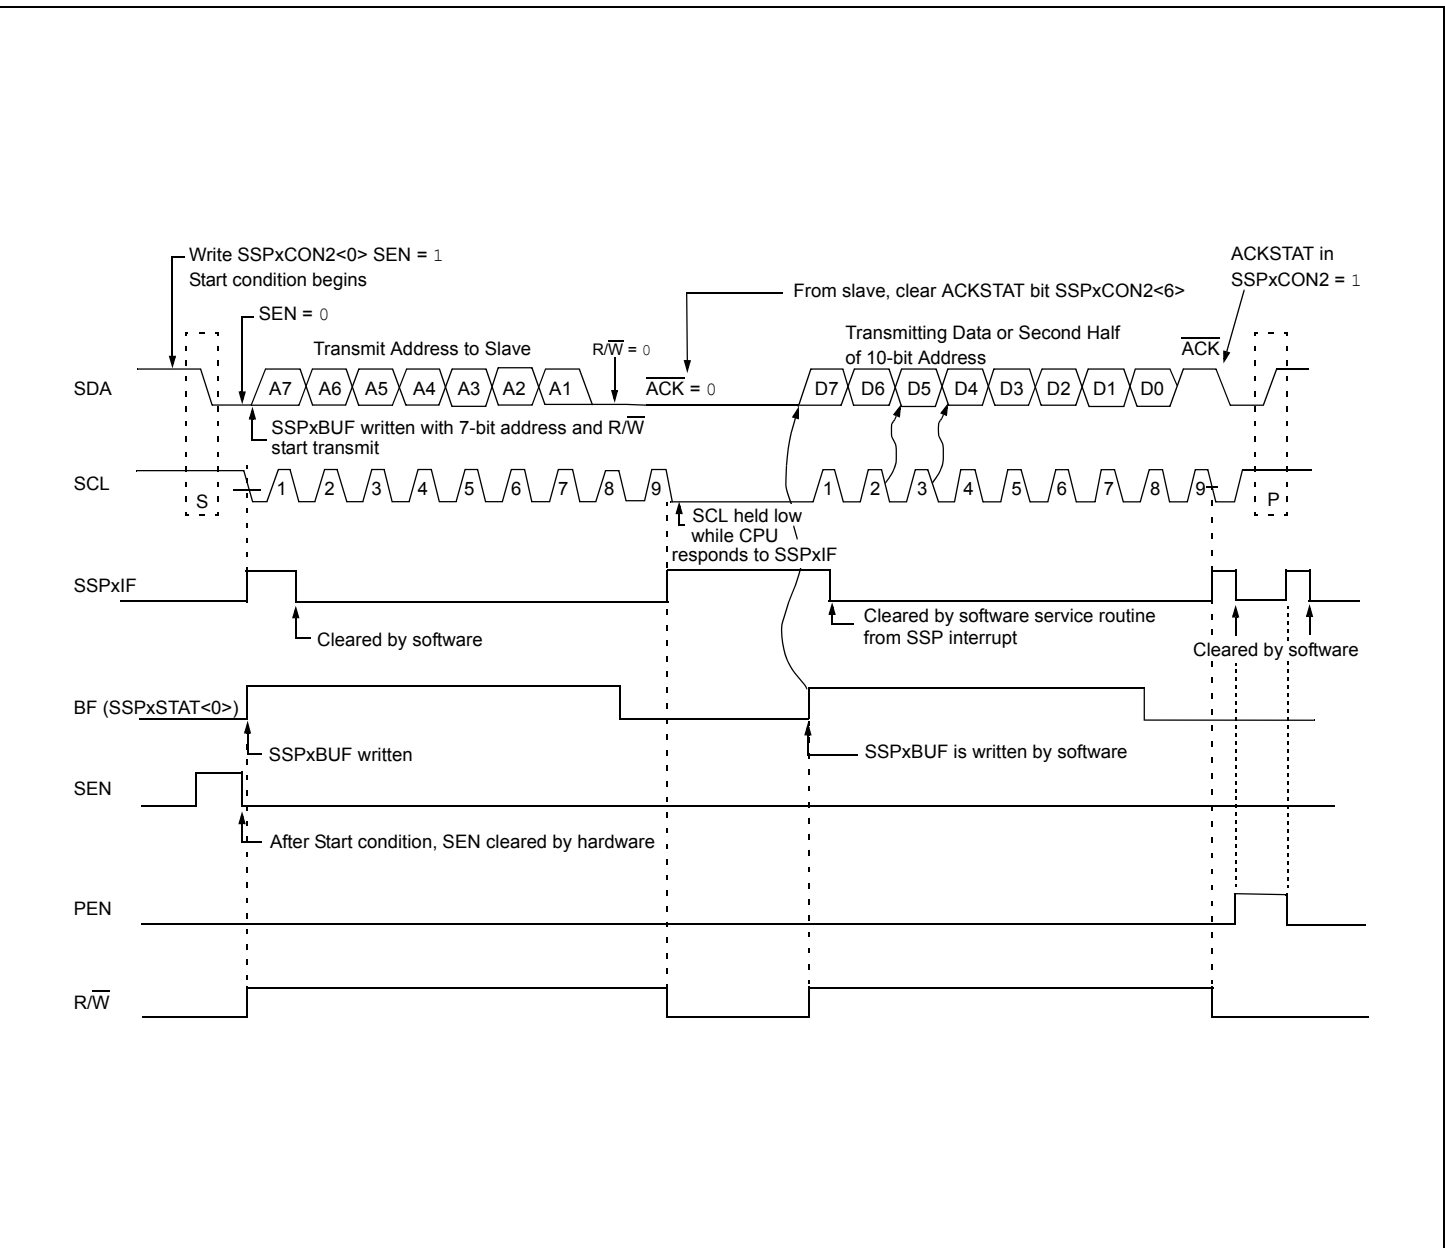 Write SSPxCON2<0> SEN = 1
Start condition begins
ACKSTAT in
SSPxCON2 = 1
From slave, clear ACKSTAT bit SSPxCON2<6>
SEN = 0
Transmit Address to Slave
R/W̅ = 0
Transmitting Data or Second Half
of 10-bit Address
A̅C̅K̅
SDA
A7 A6 A5 A4 A3 A2 A1
A̅C̅K̅ = 0
D7 D6 D5 D4 D3 D2 D1 D0
SSPxBUF written with 7-bit address and R/W̅
start transmit
SCL
S
1 2 3 4 5 6 7 8 9
1 2 3 4 5 6 7 8 9
P
SCL held low
while CPU
responds to SSPxIF
SSPxIF
Cleared by software
Cleared by software service routine
from SSP interrupt
Cleared by software
BF (SSPxSTAT<0>)
SSPxBUF written
SSPxBUF is written by software
SEN
After Start condition, SEN cleared by hardware
PEN
R/W̅